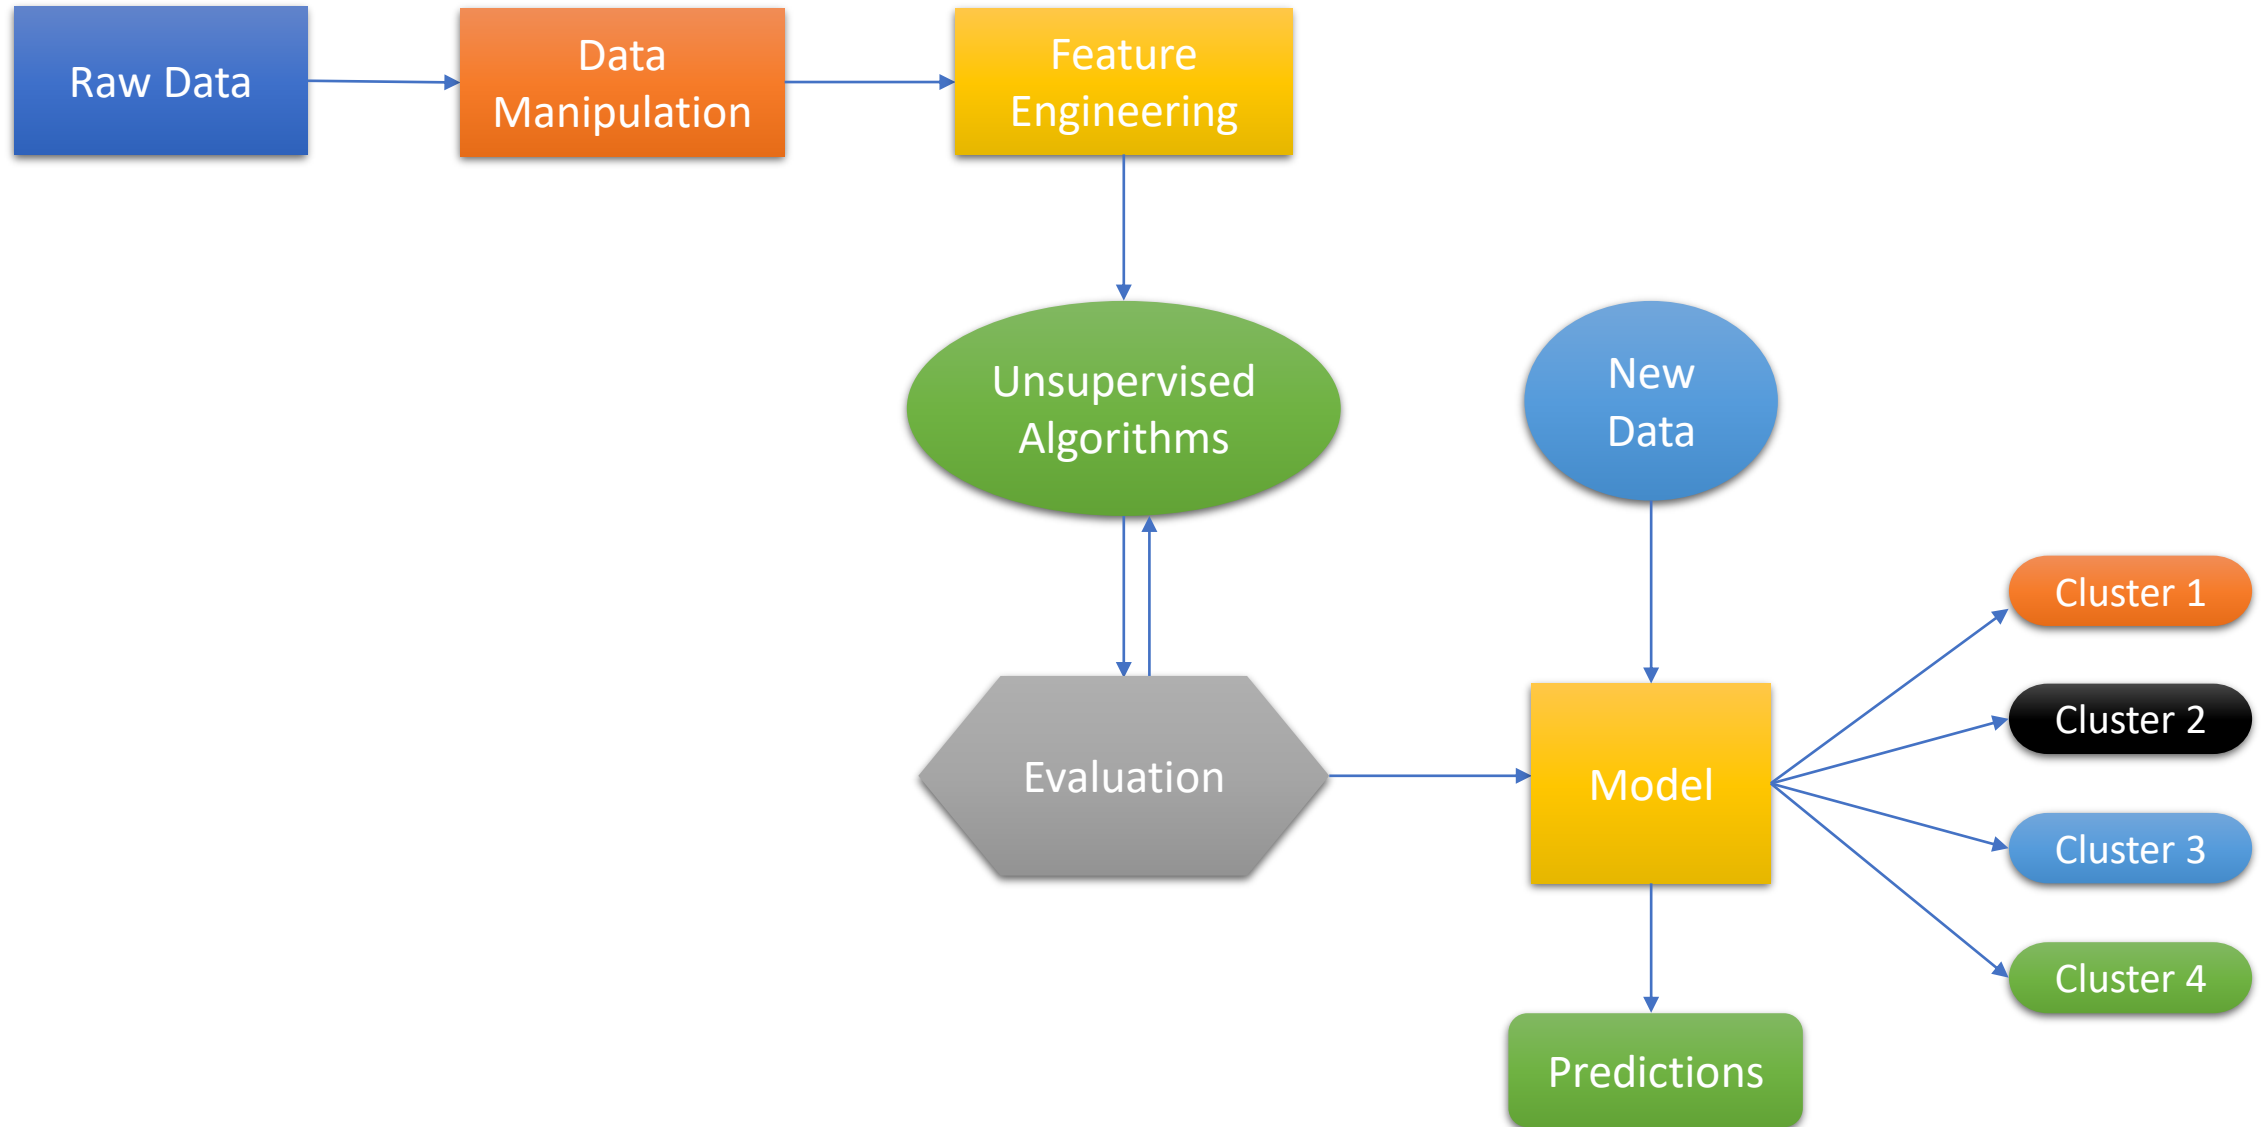 Raw Data
Data
Manipulation
Feature
Engineering
Unsupervised
Algorithms
New
Data
Cluster 1
Cluster 2
Evaluation
Model
Cluster 3
Cluster 4
Predictions